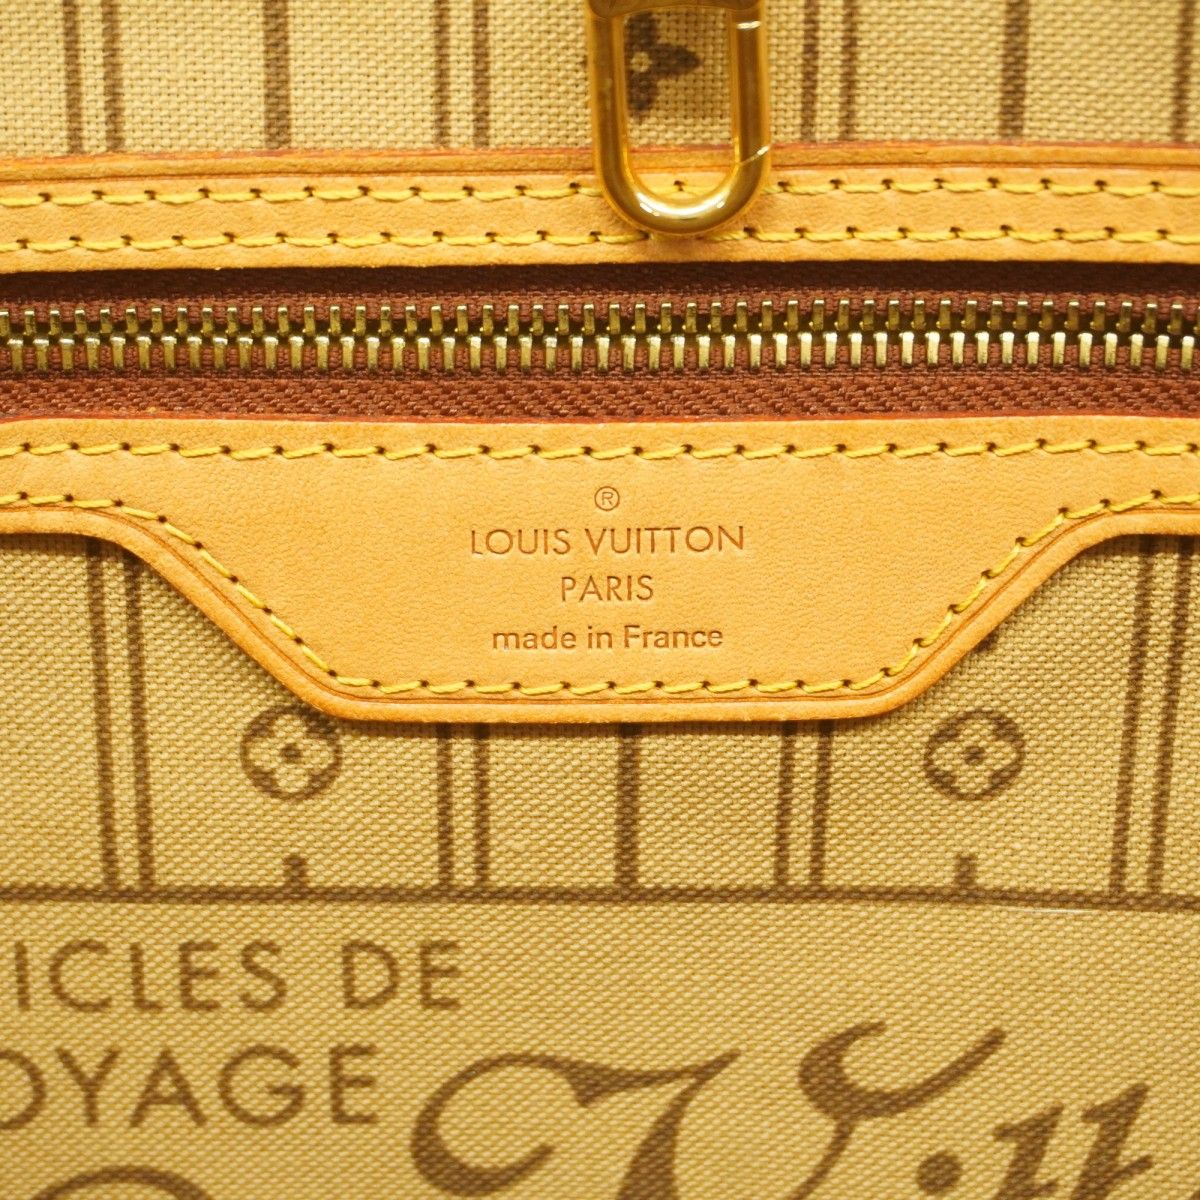 ®
LOUIS VUITTON
PARIS
made in France
ICLES DE
OYAGE